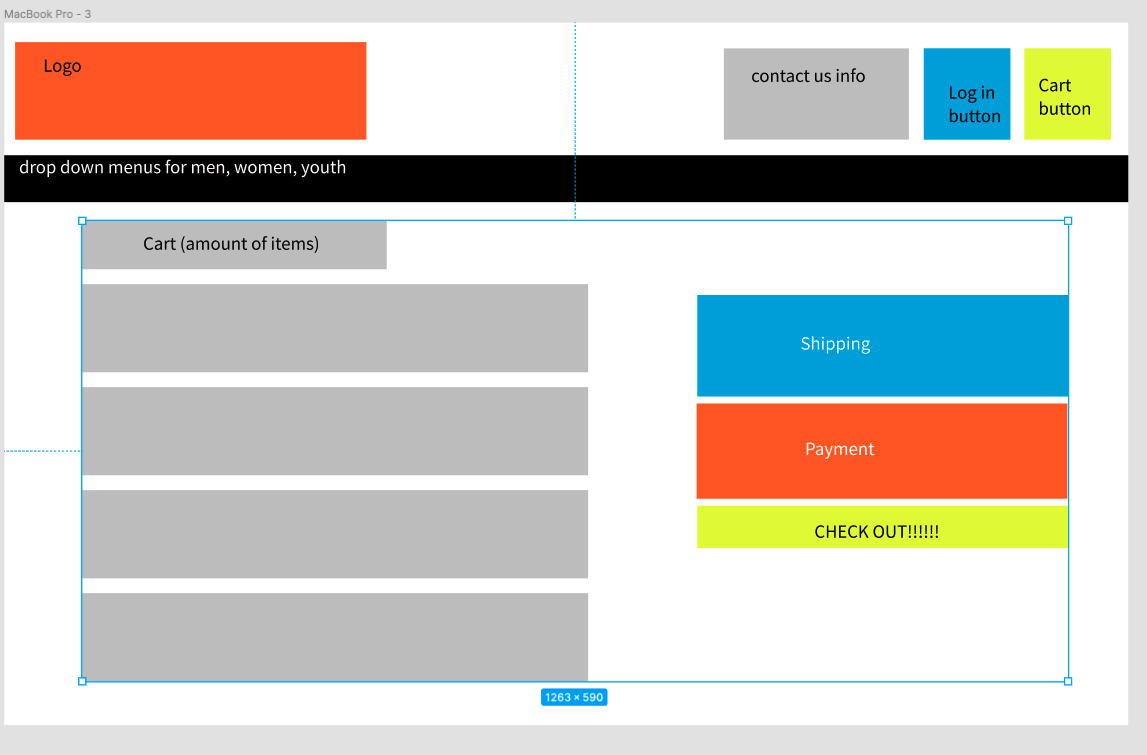 MacBook Pro - 3
Logo
contact us info
Log in
button
Cart
button
drop down menus for men, women, youth
Cart (amount of items)
Shipping
Payment
CHECK OUT!!!!!!
1263 × 590